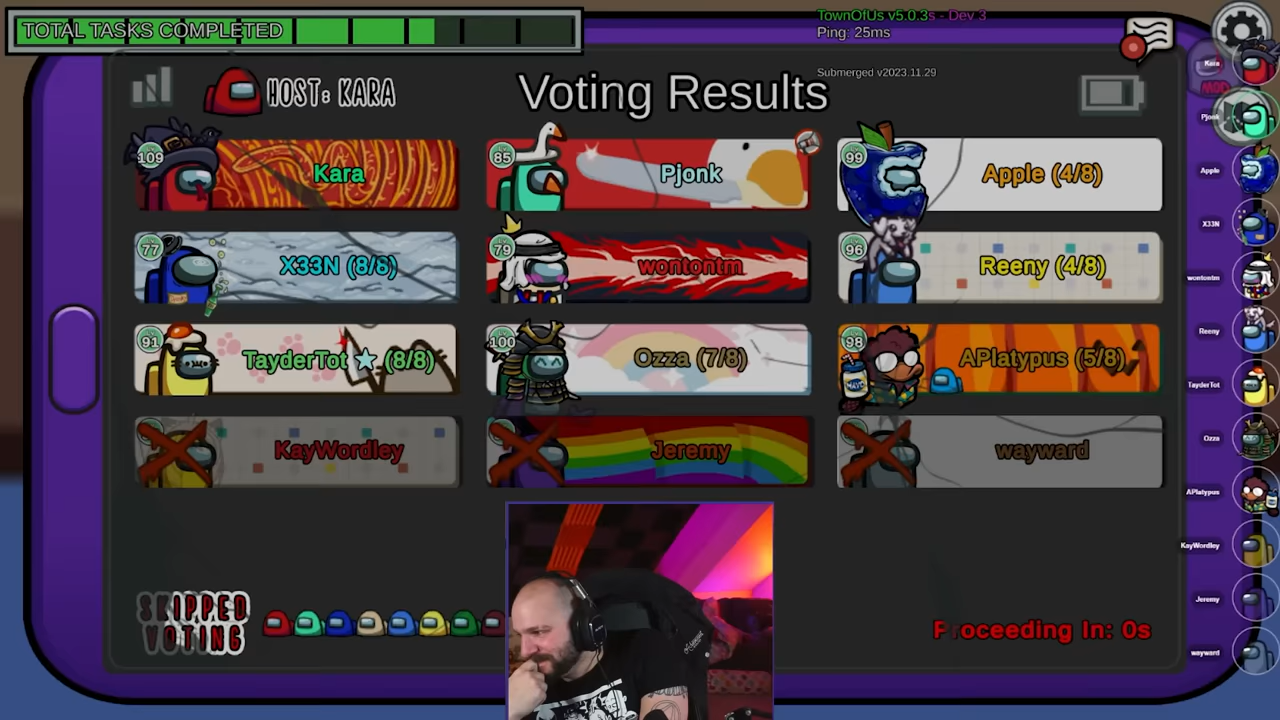 TOTAL TASKS COMPLETED
TownOfUs v5.0.3s - Dev 3
Ping: 25ms
Submerged v2023.11.29
HOST: KARA
Voting Results
109
Kara
85
Pjonk
99
Apple (4/8)
77
X33N (8/8)
79
wontontm
96
Reeny (4/8)
91
TayderTot ★ (8/8)
100
Ozza (7/8)
98
APlatypus (5/8)
MAYO
KayWordley
Jeremy
wayward
SKIPPED
VOTING
Proceeding In: 0s
Kara
MOD
Pjonk
Apple
X33N
wontontm
Reeny
TayderTot
Ozza
APlatypus
KayWordley
Jeremy
wayward